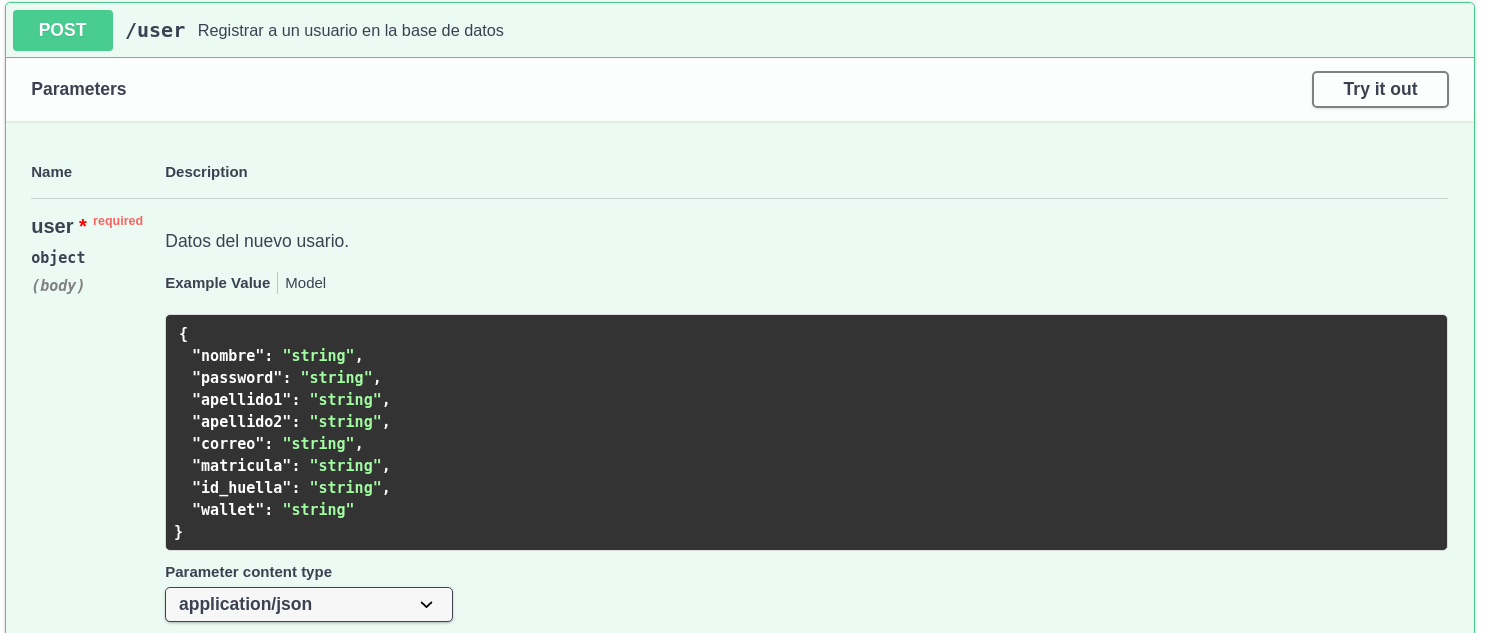 POST /user Registrar a un usuario en la base de datos
Parameters Try it out
Name Description
user * required
object
(body)
Datos del nuevo usario.
Example Value Model
{
"nombre": "string",
"password": "string",
"apellido1": "string",
"apellido2": "string",
"correo": "string",
"matricula": "string",
"id_huella": "string",
"wallet": "string"
}
Parameter content type
application/json